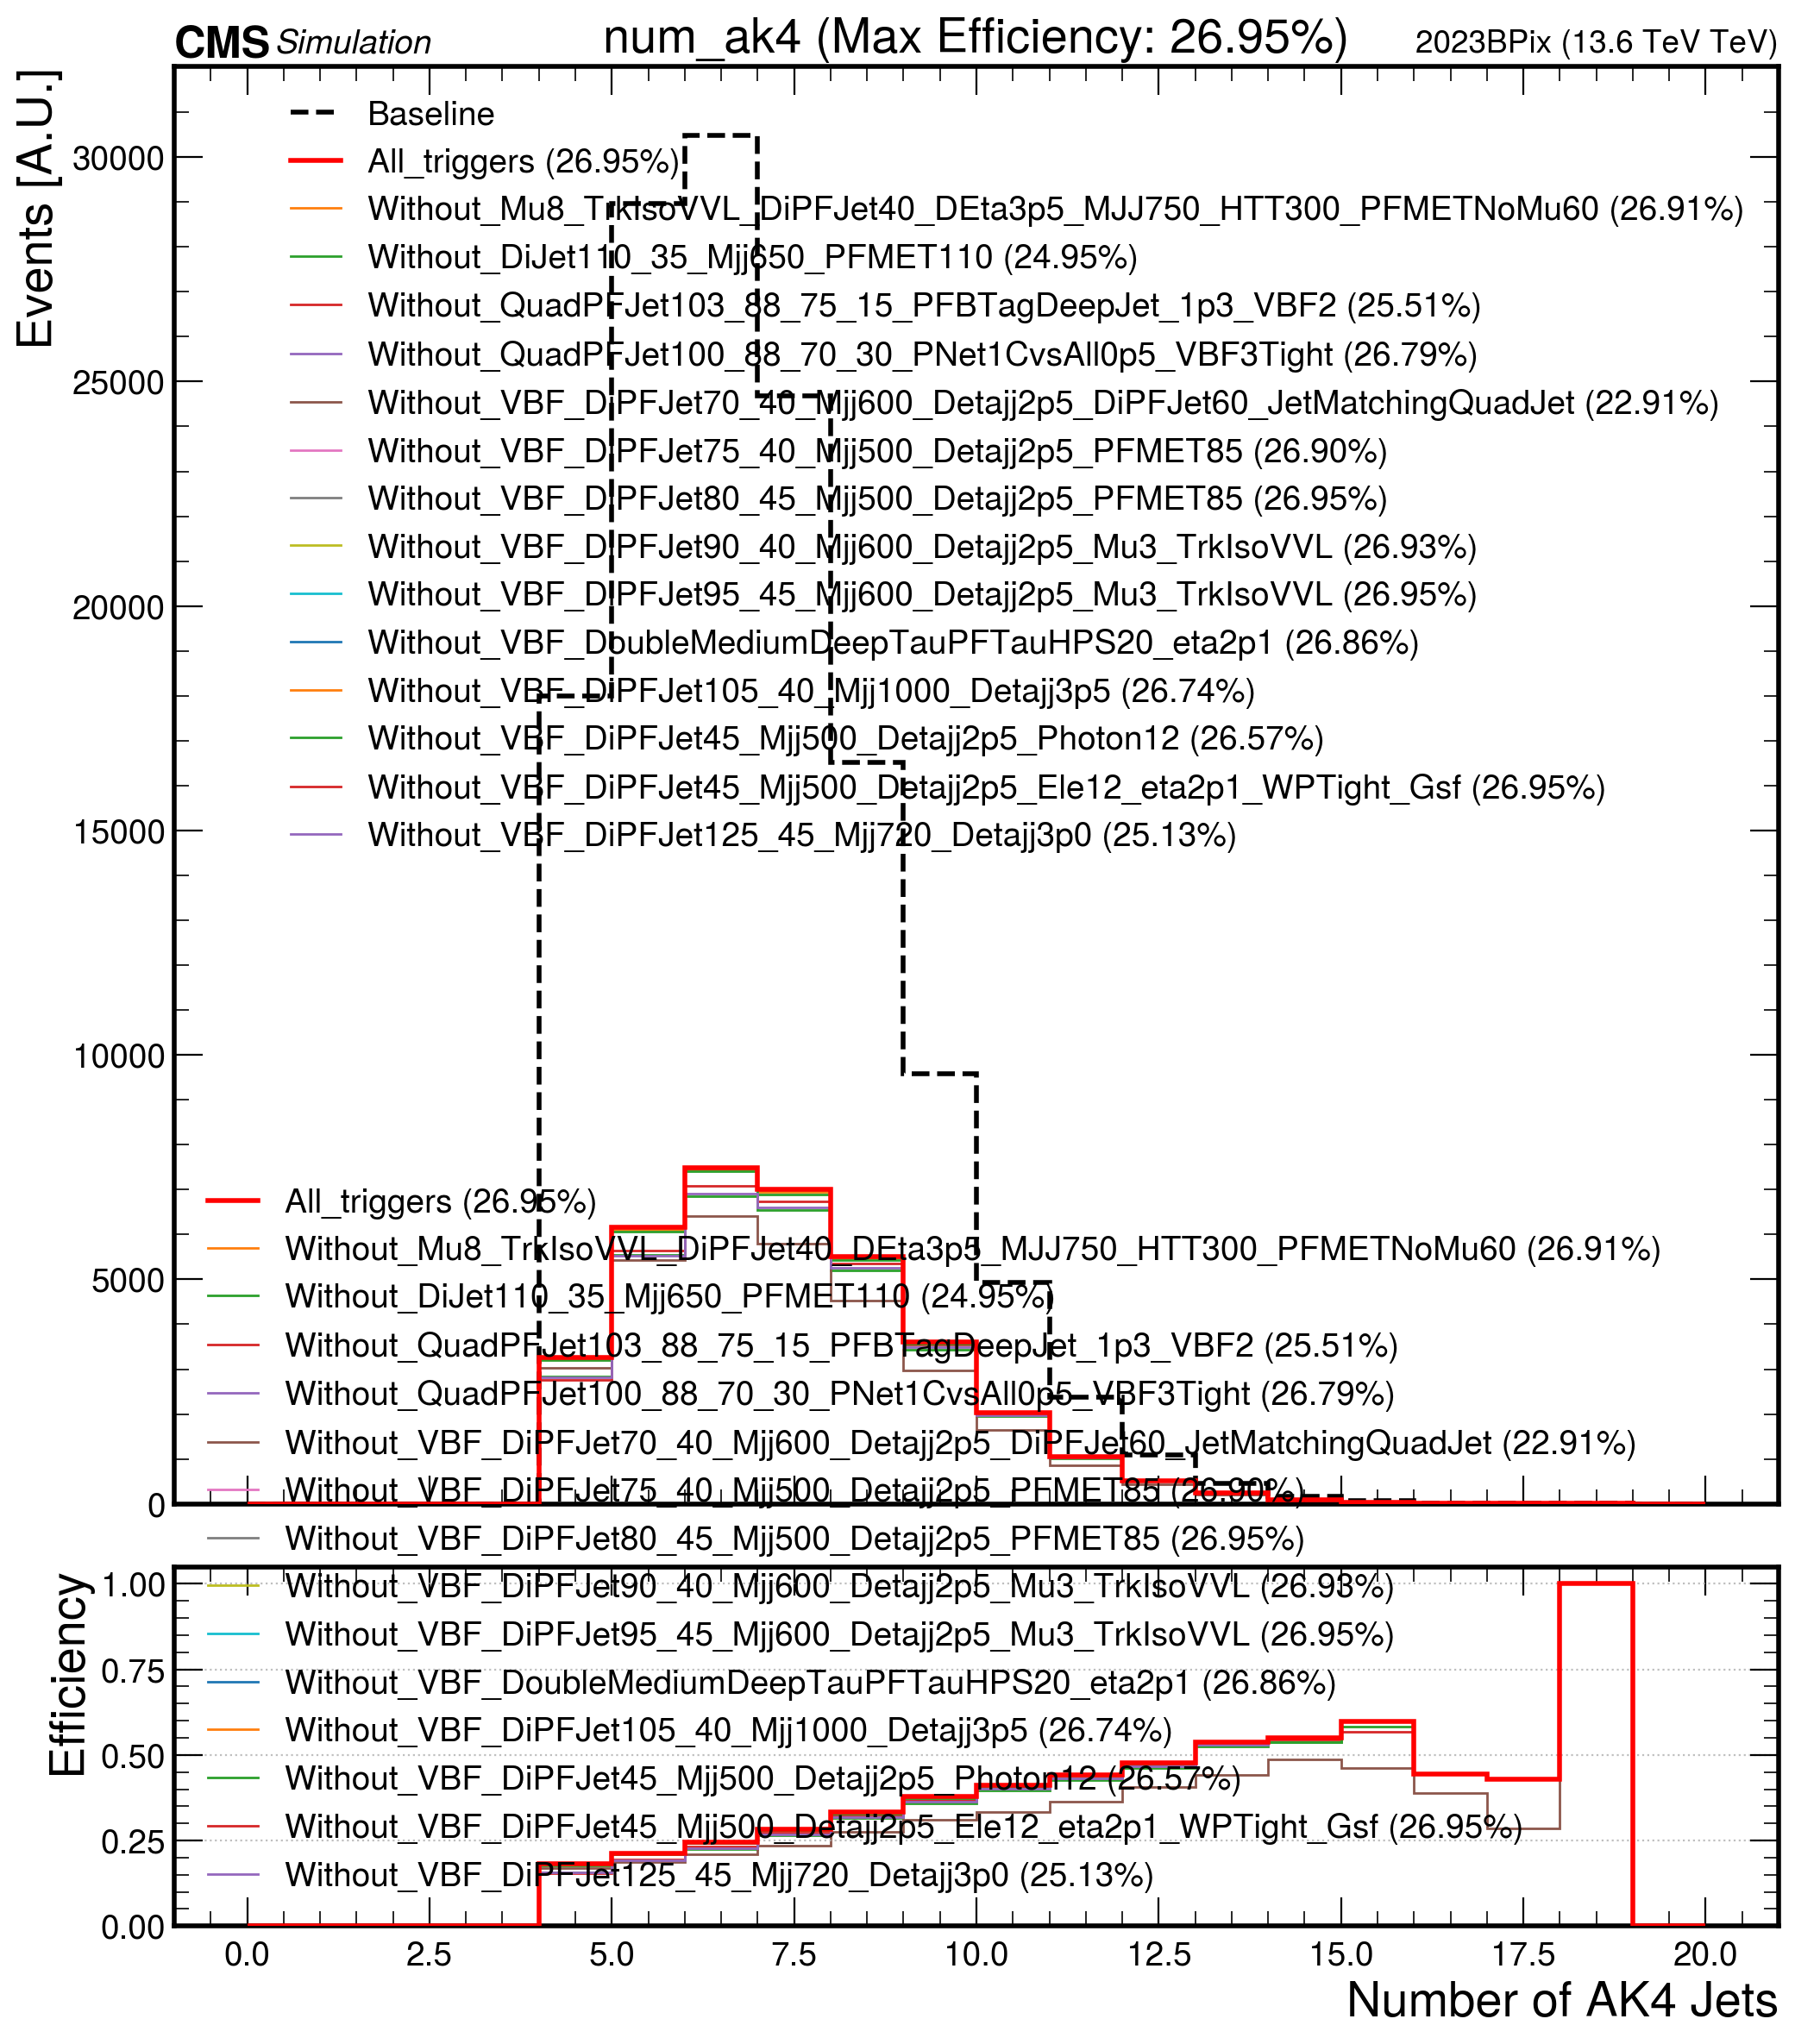 CMS Simulation num_ak4 (Max Efficiency: 26.95%) 2023BPix (13.6 TeV TeV)
Events [A.U.]
Baseline
All_triggers (26.95%)
Without_Mu8_TrkIsoVVL_DiPFJet40_DEta3p5_MJJ750_HTT300_PFMETNoMu60 (26.91%)
Without_DiJet110_35_Mjj650_PFMET110 (24.95%)
Without_QuadPFJet103_88_75_15_PFBTagDeepJet_1p3_VBF2 (25.51%)
Without_QuadPFJet100_88_70_30_PNet1CvsAll0p5_VBF3Tight (26.79%)
Without_VBF_DiPFJet70_40_Mjj600_Detajj2p5_DiPFJet60_JetMatchingQuadJet (22.91%)
Without_VBF_DiPFJet75_40_Mjj500_Detajj2p5_PFMET85 (26.90%)
Without_VBF_DiPFJet80_45_Mjj500_Detajj2p5_PFMET85 (26.95%)
Without_VBF_DiPFJet90_40_Mjj600_Detajj2p5_Mu3_TrkIsoVVL (26.93%)
Without_VBF_DiPFJet95_45_Mjj600_Detajj2p5_Mu3_TrkIsoVVL (26.95%)
Without_VBF_DoubleMediumDeepTauPFTauHPS20_eta2p1 (26.86%)
Without_VBF_DiPFJet105_40_Mjj1000_Detajj3p5 (26.74%)
Without_VBF_DiPFJet45_Mjj500_Detajj2p5_Photon12 (26.57%)
Without_VBF_DiPFJet45_Mjj500_Detajj2p5_Ele12_eta2p1_WPTight_Gsf (26.95%)
Without_VBF_DiPFJet125_45_Mjj720_Detajj3p0 (25.13%)
30000
25000
20000
15000
10000
5000
0
All_triggers (26.95%)
Without_Mu8_TrkIsoVVL_DiPFJet40_DEta3p5_MJJ750_HTT300_PFMETNoMu60 (26.91%)
Without_DiJet110_35_Mjj650_PFMET110 (24.95%)
Without_QuadPFJet103_88_75_15_PFBTagDeepJet_1p3_VBF2 (25.51%)
Without_QuadPFJet100_88_70_30_PNet1CvsAll0p5_VBF3Tight (26.79%)
Without_VBF_DiPFJet70_40_Mjj600_Detajj2p5_DiPFJet60_JetMatchingQuadJet (22.91%)
Without_VBF_DiPFJet75_40_Mjj500_Detajj2p5_PFMET85 (26.90%)
Without_VBF_DiPFJet80_45_Mjj500_Detajj2p5_PFMET85 (26.95%)
Without_VBF_DiPFJet90_40_Mjj600_Detajj2p5_Mu3_TrkIsoVVL (26.93%)
Without_VBF_DiPFJet95_45_Mjj600_Detajj2p5_Mu3_TrkIsoVVL (26.95%)
Without_VBF_DoubleMediumDeepTauPFTauHPS20_eta2p1 (26.86%)
Without_VBF_DiPFJet105_40_Mjj1000_Detajj3p5 (26.74%)
Without_VBF_DiPFJet45_Mjj500_Detajj2p5_Photon12 (26.57%)
Without_VBF_DiPFJet45_Mjj500_Detajj2p5_Ele12_eta2p1_WPTight_Gsf (26.95%)
Without_VBF_DiPFJet125_45_Mjj720_Detajj3p0 (25.13%)
Efficiency
1.00
0.75
0.50
0.25
0.00
0.0 2.5 5.0 7.5 10.0 12.5 15.0 17.5 20.0
Number of AK4 Jets